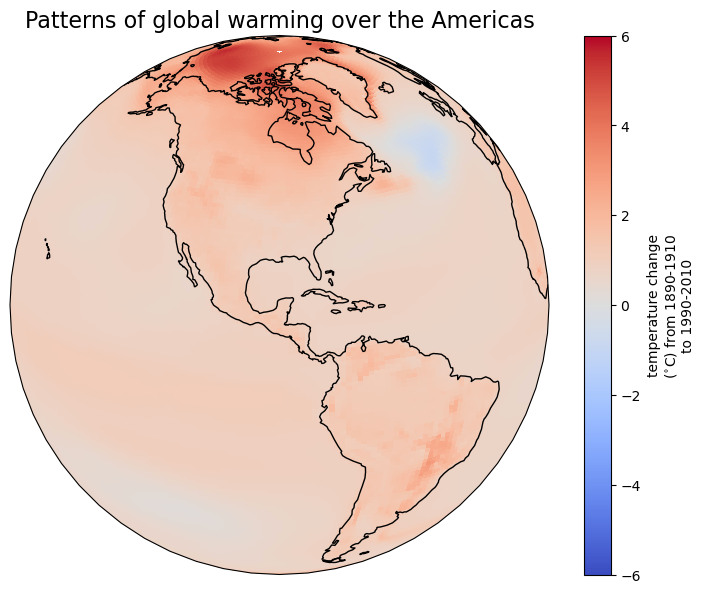 Patterns of global warming over the Americas
6
4
2
0
−2
−4
−6
temperature change
(°C) from 1890-1910
to 1990-2010